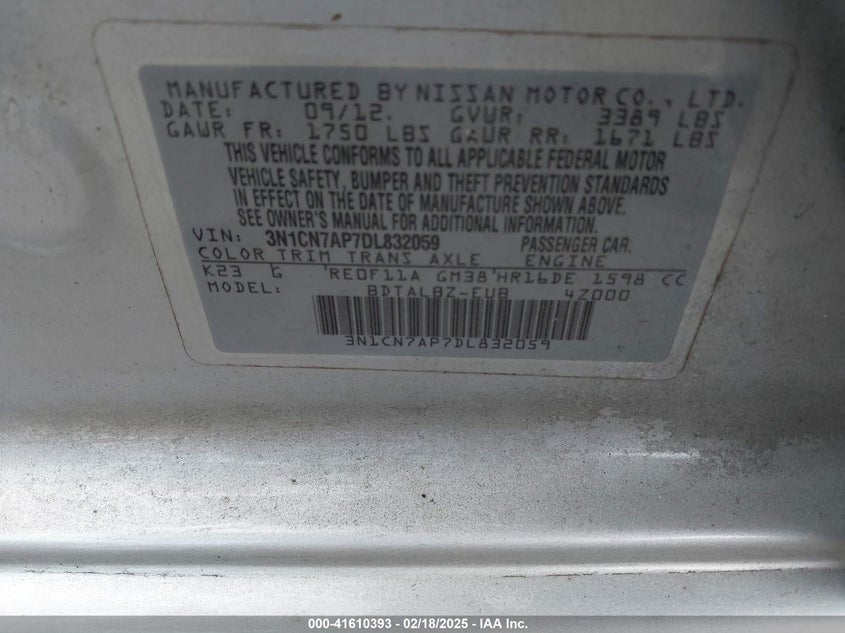 MANUFACTURED BY NISSAN MOTOR CO., LTD.
DATE: 09/12. GVWR: 3389 LBS
GAWR FR: 1750 LBS GAWR RR: 1671 LBS
THIS VEHICLE CONFORMS TO ALL APPLICABLE FEDERAL MOTOR
VEHICLE SAFETY, BUMPER AND THEFT PREVENTION STANDARDS
IN EFFECT ON THE DATE OF MANUFACTURE SHOWN ABOVE.
SEE OWNER'S MANUAL FOR ADDITIONAL INFORMATION.
VIN: 3N1CN7AP7DL832059 PASSENGER CAR.
COLOR TRIM TRANS AXLE ENGINE
K23 G RE0F11A GM38 HR16DE 1598 CC
MODEL: BDTALBZ-EUB 4Z000
3N1CN7AP7DL832059
000-41610393 - 02/18/2025 - IAA Inc.